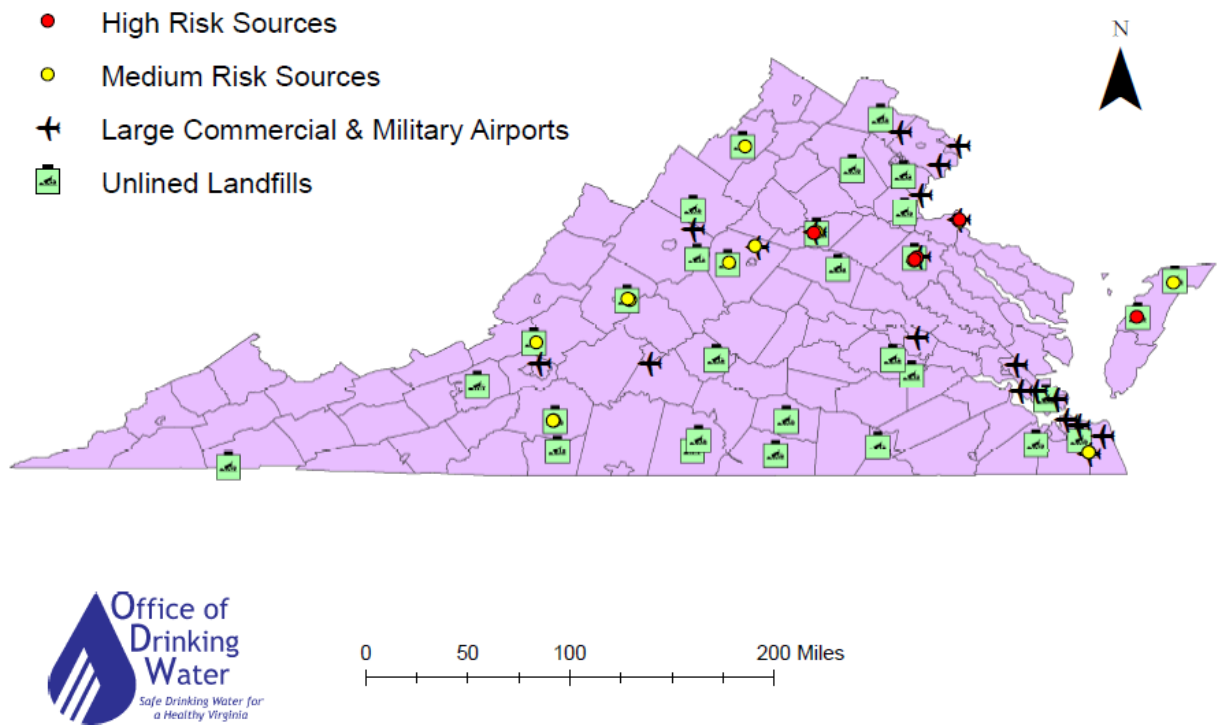 High Risk Sources
Medium Risk Sources
Large Commercial & Military Airports
Unlined Landfills
N
Office of
Drinking
Water
Safe Drinking Water for
a Healthy Virginia
0 50 100 200 Miles